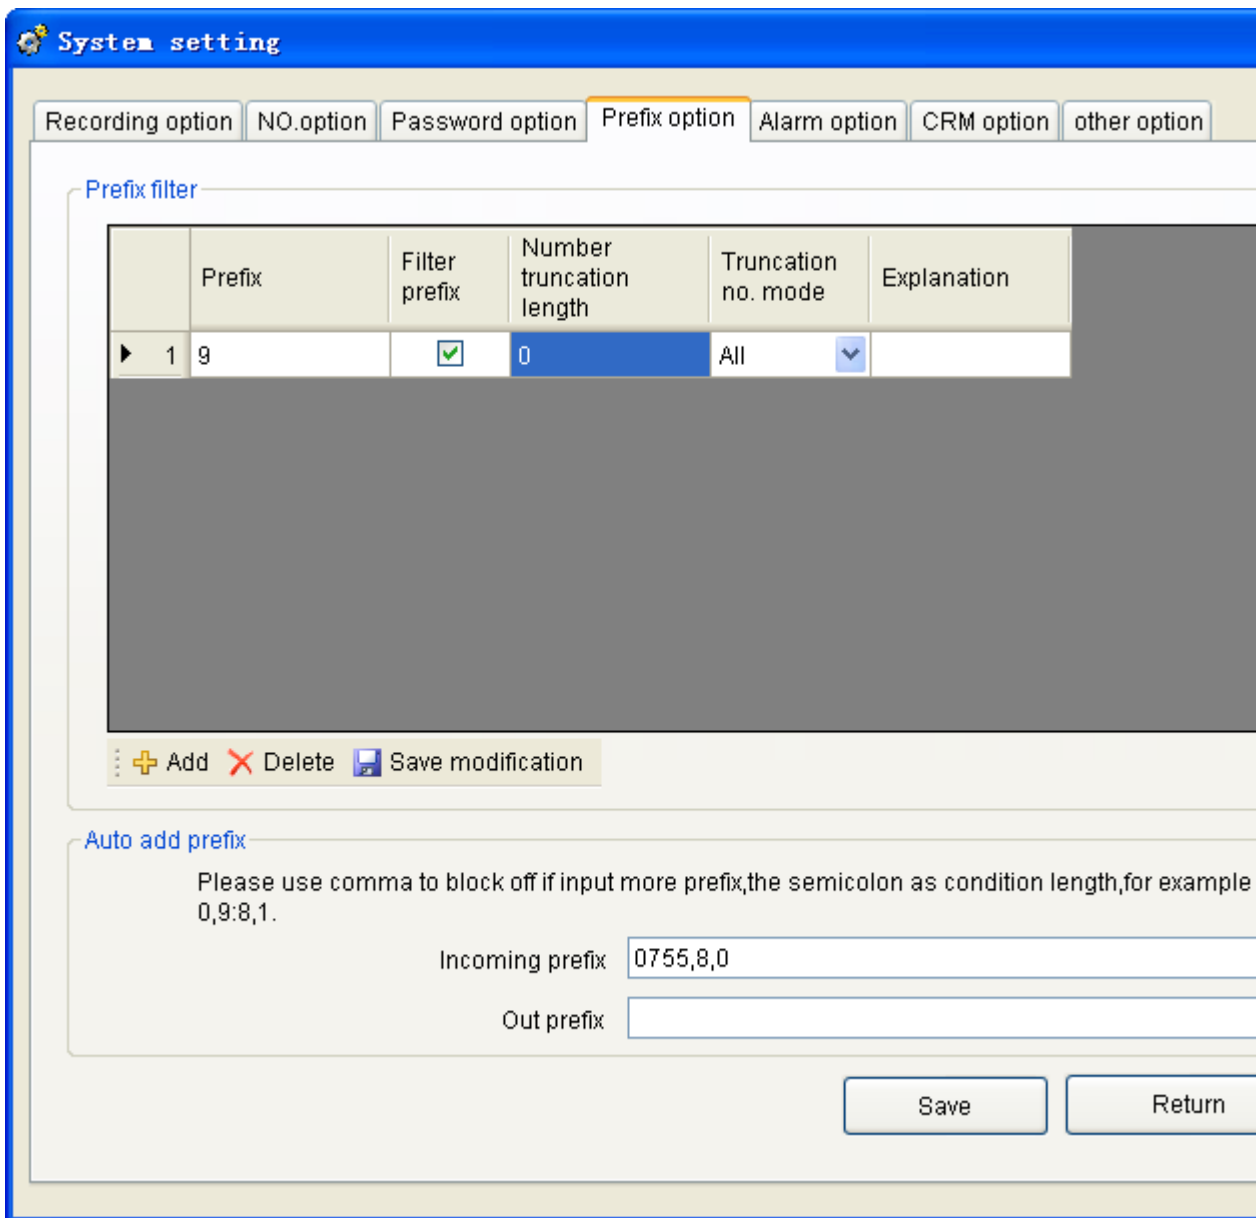 System setting
Recording option NO.option Password option Prefix option Alarm option CRM option other option
Prefix filter
Prefix Filter prefix Number truncation length Truncation no. mode Explanation
1 9 0 All
Add Delete Save modification
Auto add prefix
Please use comma to block off if input more prefix,the semicolon as condition length,for example
0,9:8,1.
Incoming prefix 0755,8,0
Out prefix
Save Return